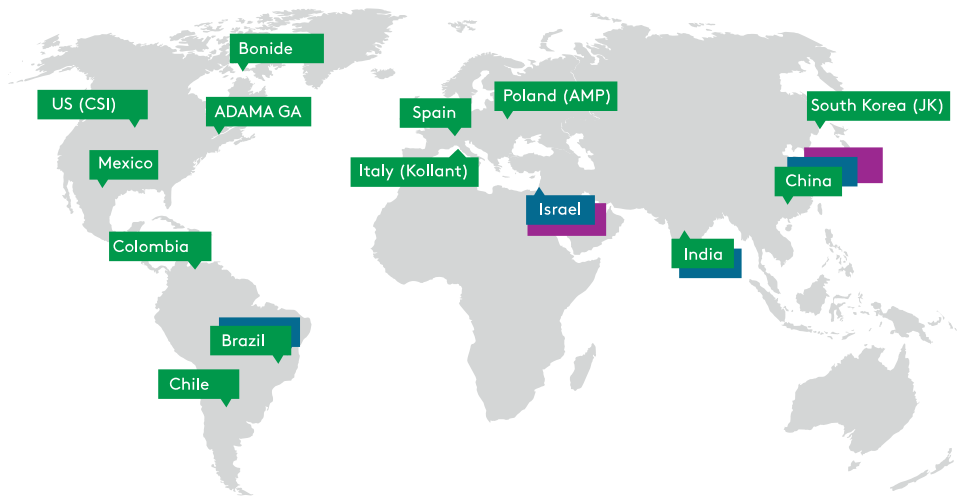 Bonide
US (CSI)
ADAMA GA
Spain
Poland (AMP)
South Korea (JK)
Mexico
Italy (Kollant)
China
Israel
Colombia
India
Brazil
Chile